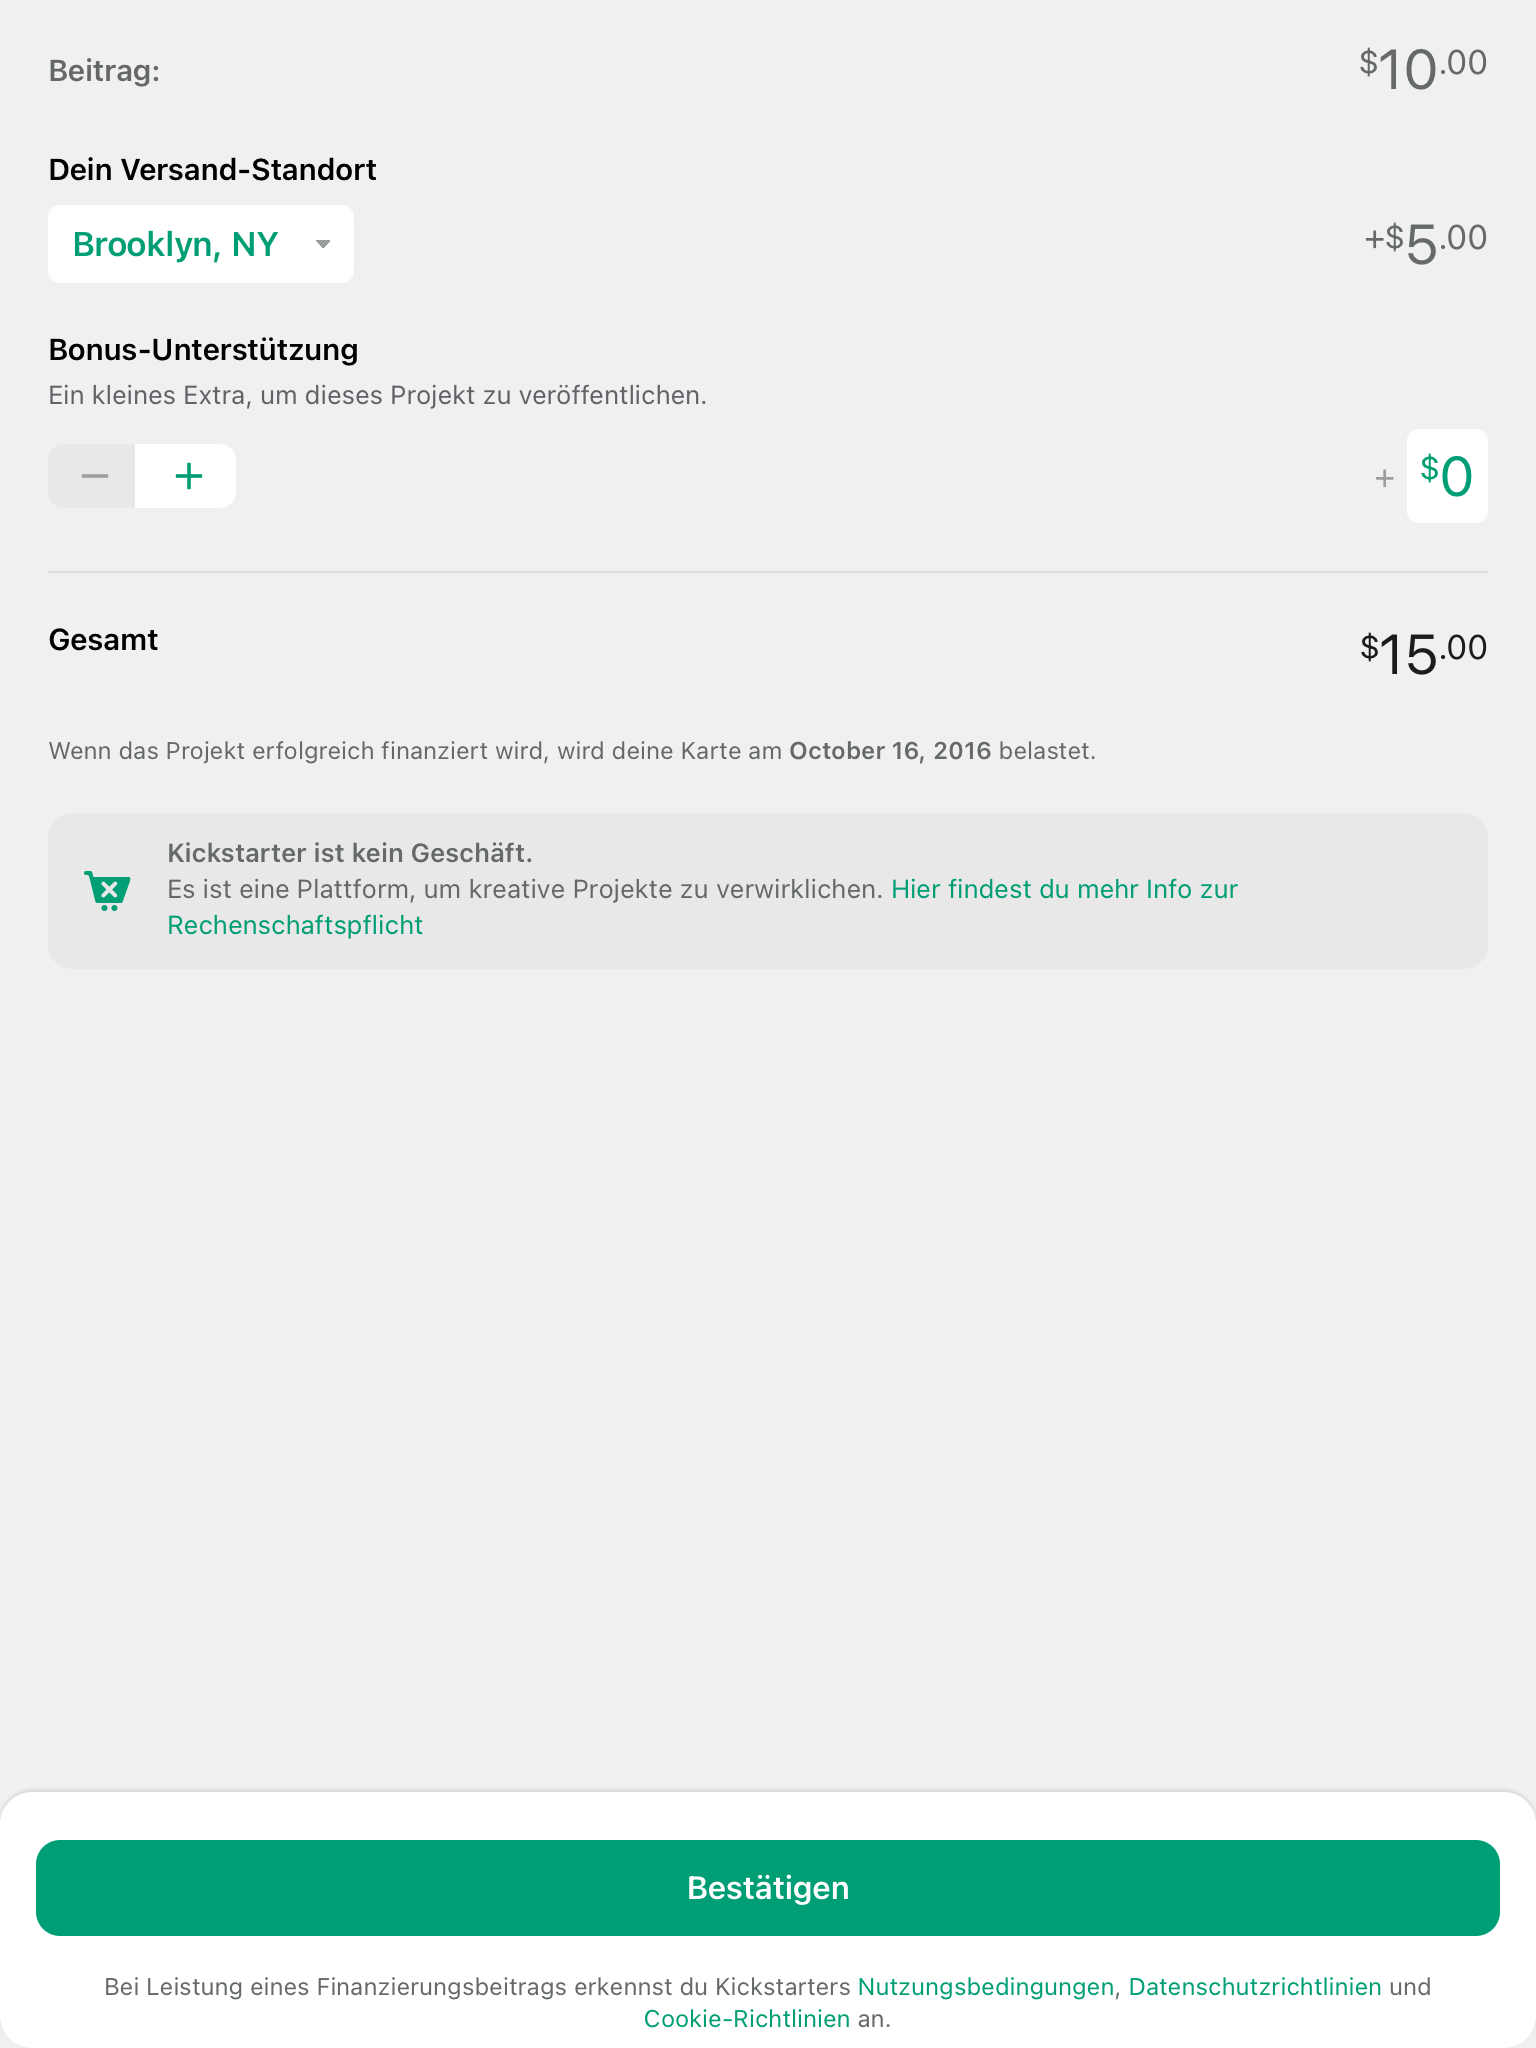 Beitrag:
$10.00
Dein Versand-Standort
Brooklyn, NY
+$5.00
Bonus-Unterstützung
Ein kleines Extra, um dieses Projekt zu veröffentlichen.
+ $0
Gesamt
$15.00
Wenn das Projekt erfolgreich finanziert wird, wird deine Karte am October 16, 2016 belastet.
Kickstarter ist kein Geschäft.
Es ist eine Plattform, um kreative Projekte zu verwirklichen. Hier findest du mehr Info zur
Rechenschaftspflicht
Bestätigen
Bei Leistung eines Finanzierungsbeitrags erkennst du Kickstarters Nutzungsbedingungen, Datenschutzrichtlinien und
Cookie-Richtlinien an.